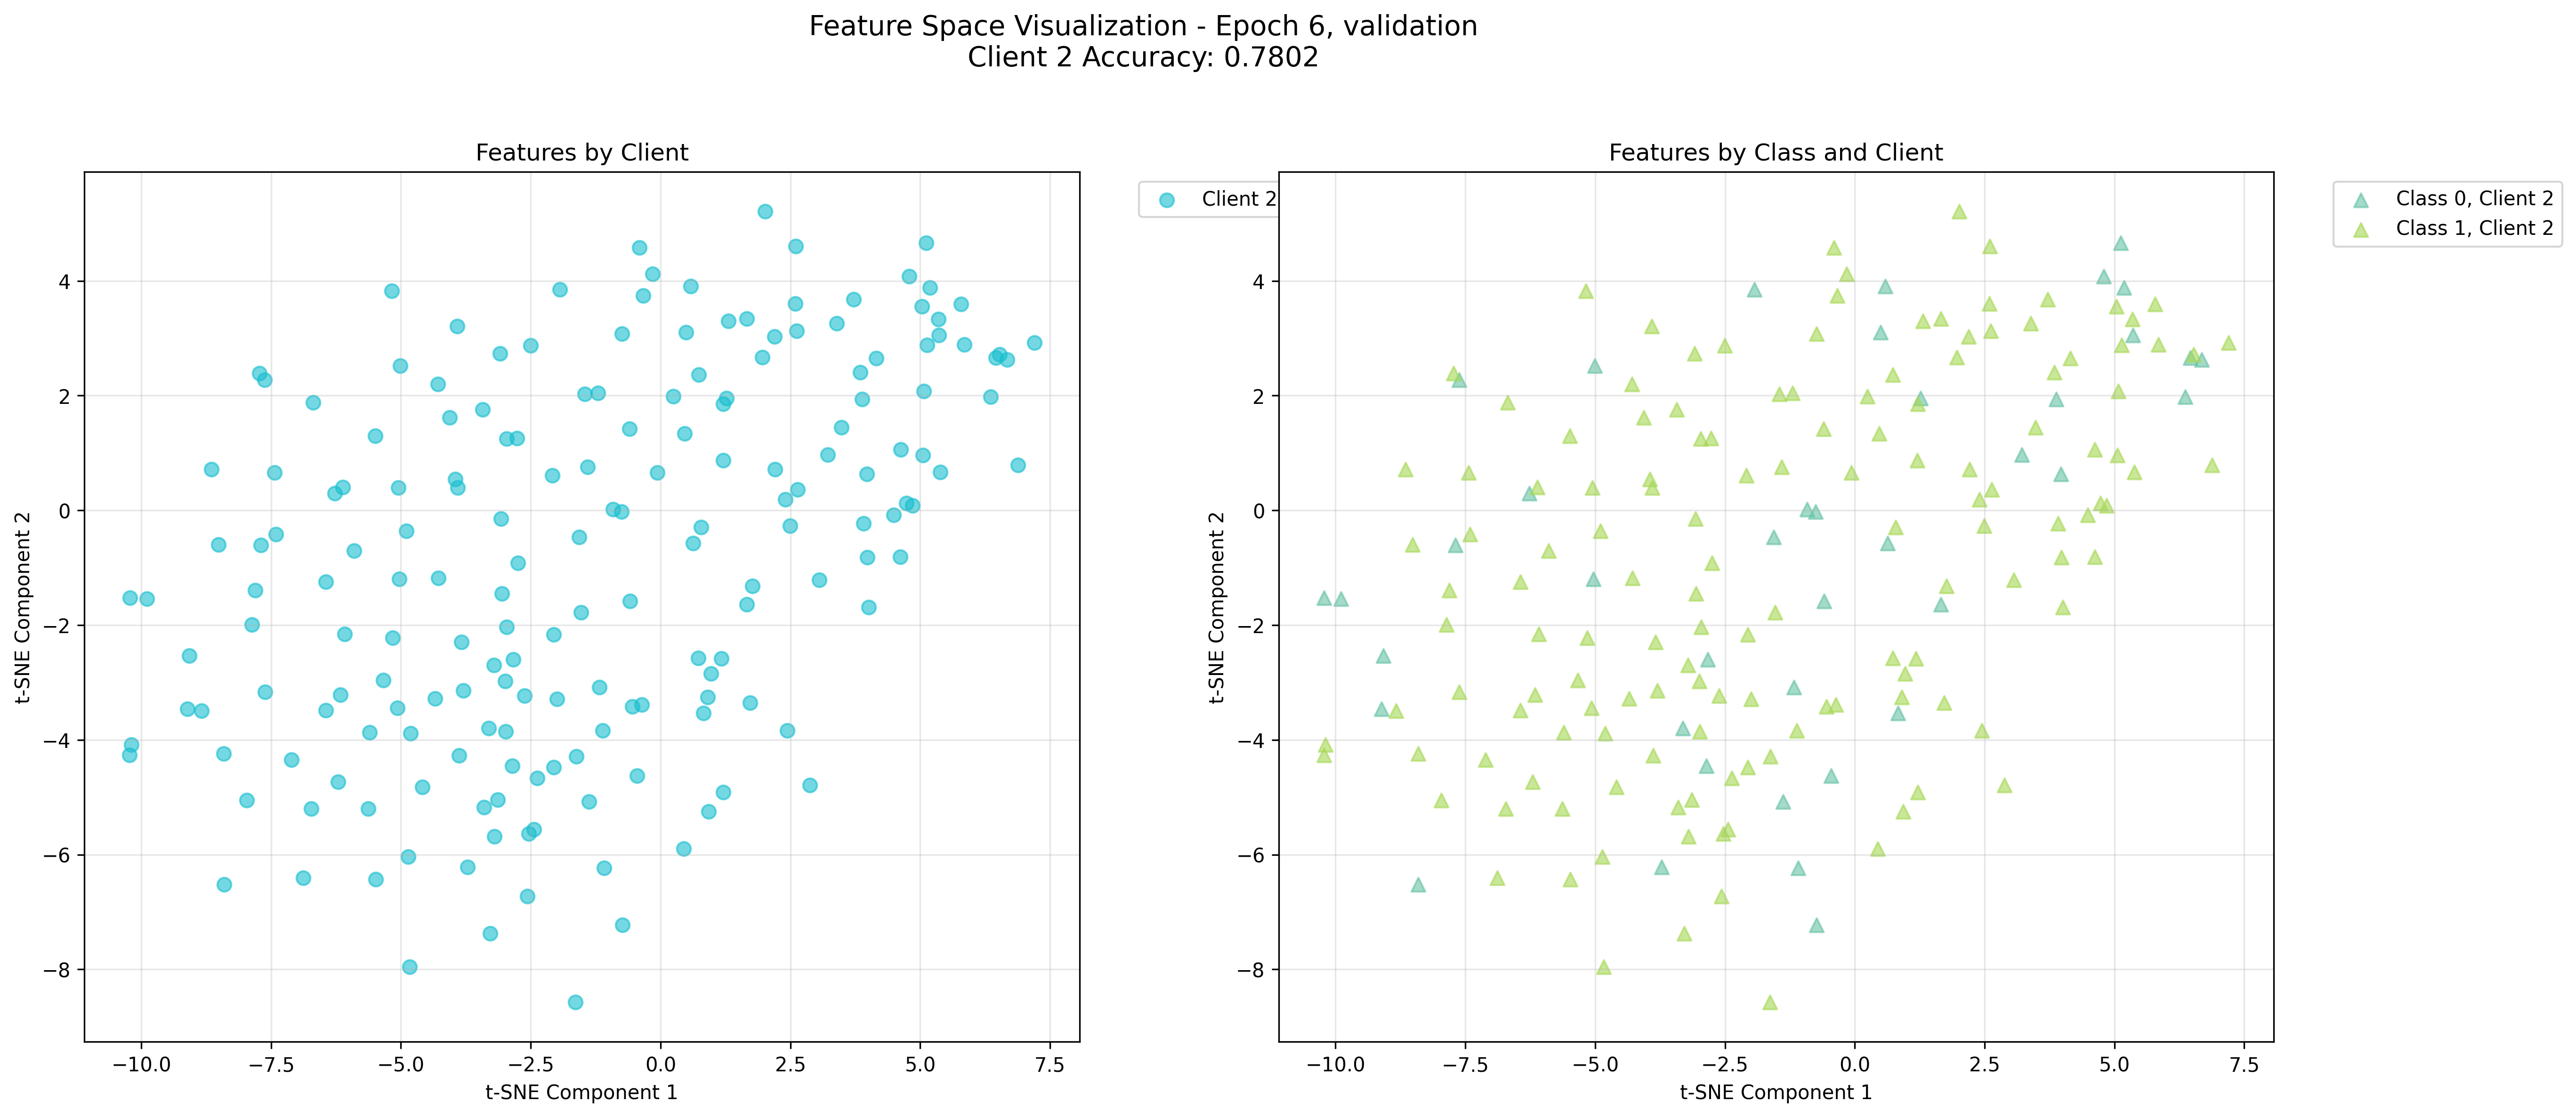 Feature Space Visualization - Epoch 6, validation
Client 2 Accuracy: 0.7802
Features by Client
Client 2
t-SNE Component 2
4
2
0
−2
−4
−6
−8
−10.0 −7.5 −5.0 −2.5 0.0 2.5 5.0 7.5
t-SNE Component 1
Features by Class and Client
Class 0, Client 2
Class 1, Client 2
t-SNE Component 2
4
2
0
−2
−4
−6
−8
−10.0 −7.5 −5.0 −2.5 0.0 2.5 5.0 7.5
t-SNE Component 1